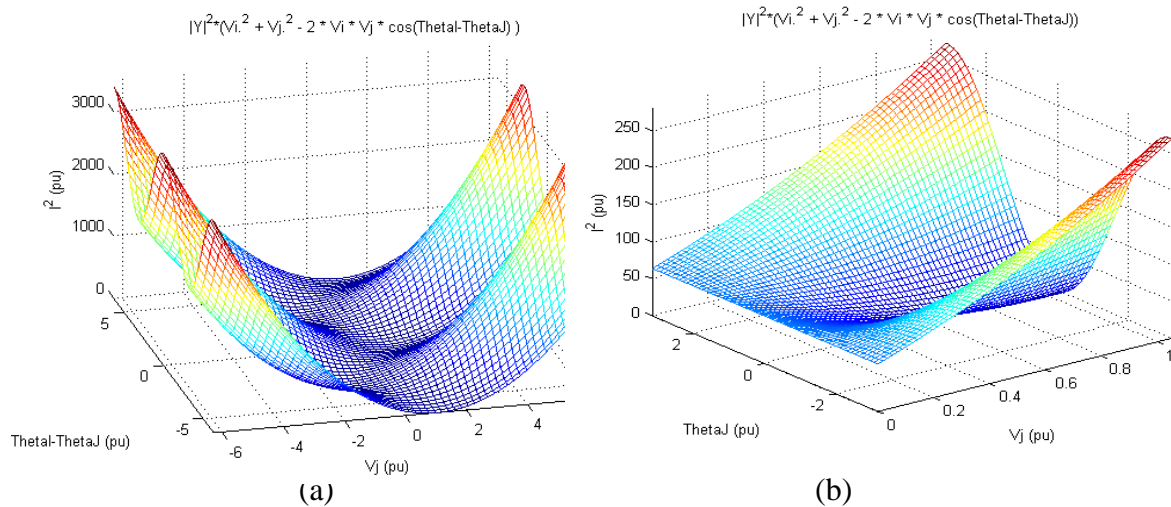 |Y|^2*(Vi.^2 + Vj.^2 - 2 * Vi * Vj * cos(ThetaI-ThetaJ) )
3000
2000
1000
0
I^2 (pu)
5
0
-5
ThetaI-ThetaJ (pu)
-6
-4
-2
0
2
4
Vj (pu)
(a)
|Y|^2*(Vi.^2 + Vj.^2 - 2 * Vi * Vj * cos(ThetaI-ThetaJ))
250
200
150
100
50
0
I^2 (pu)
2
0
-2
ThetaJ (pu)
0
0.2
0.4
0.6
0.8
1
Vj (pu)
(b)